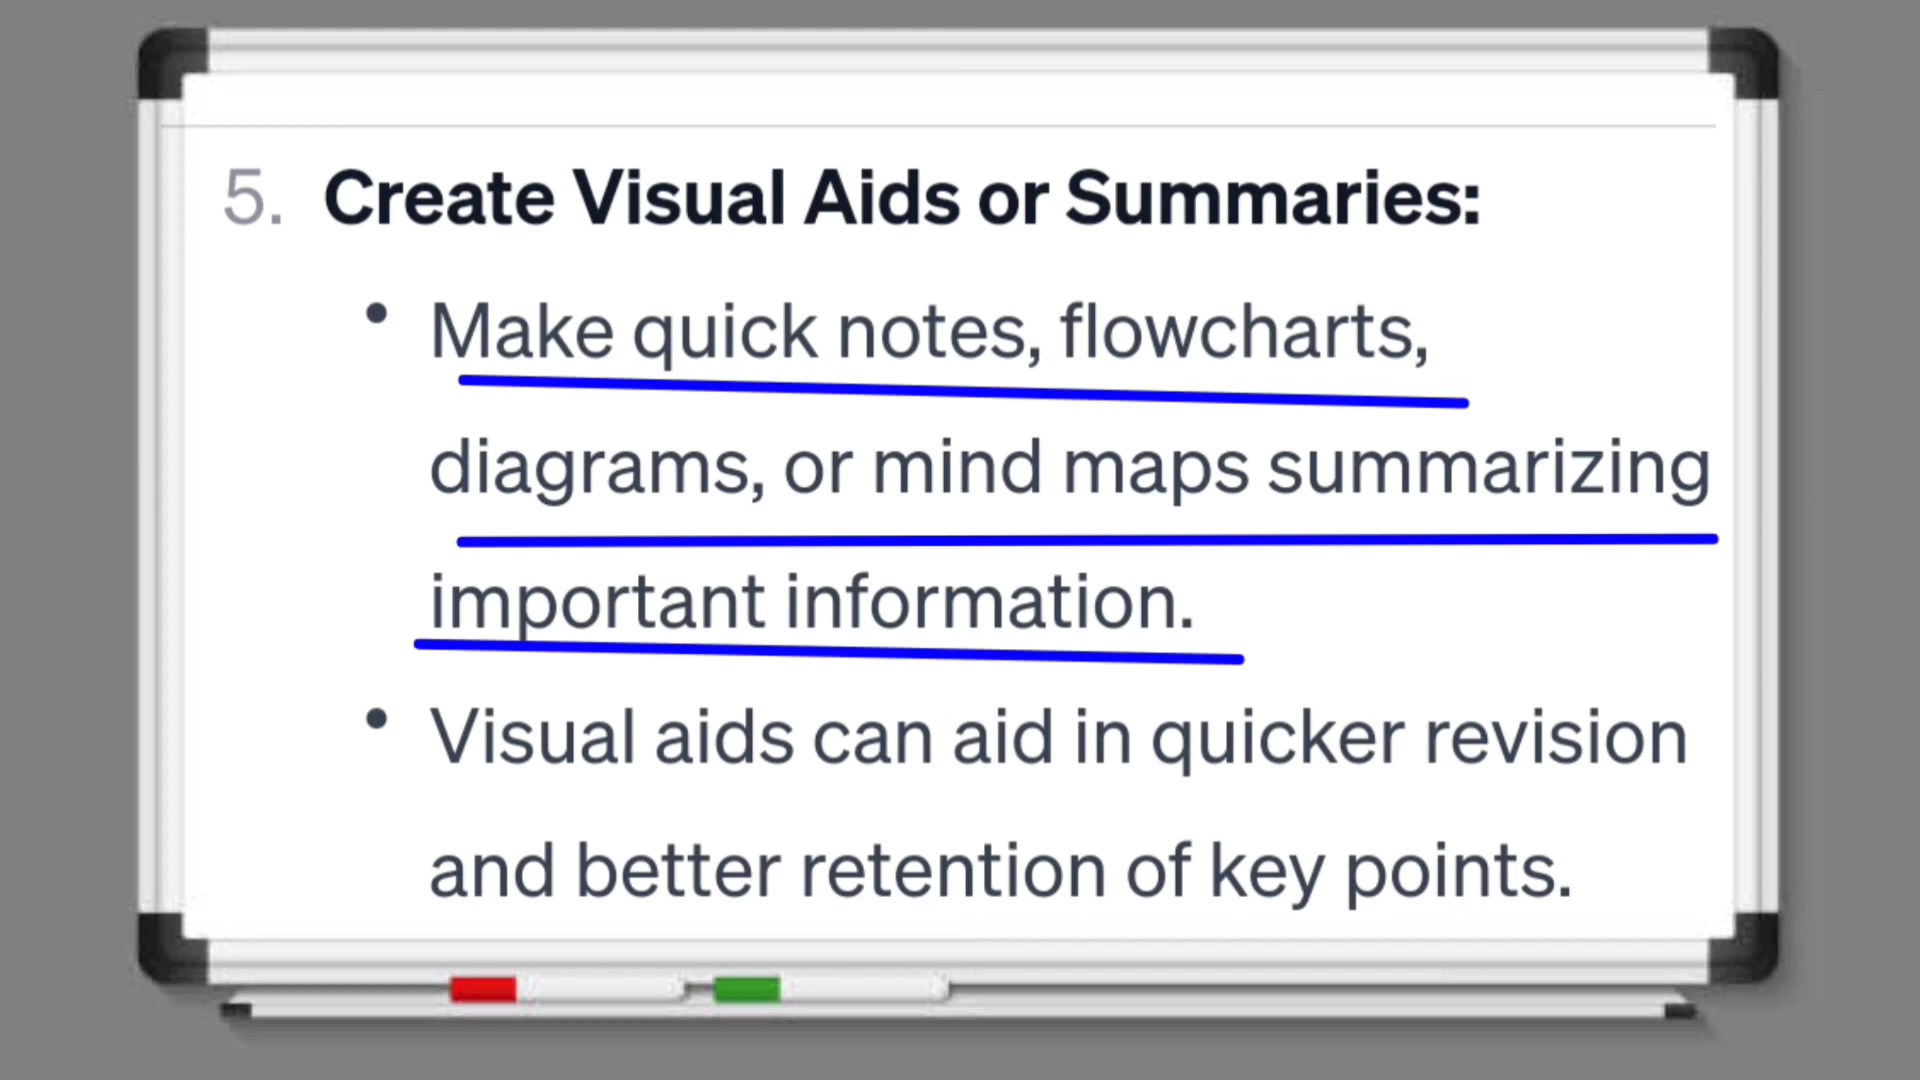 5. Create Visual Aids or Summaries:
• Make quick notes, flowcharts,
diagrams, or mind maps summarizing
important information.
• Visual aids can aid in quicker revision
and better retention of key points.